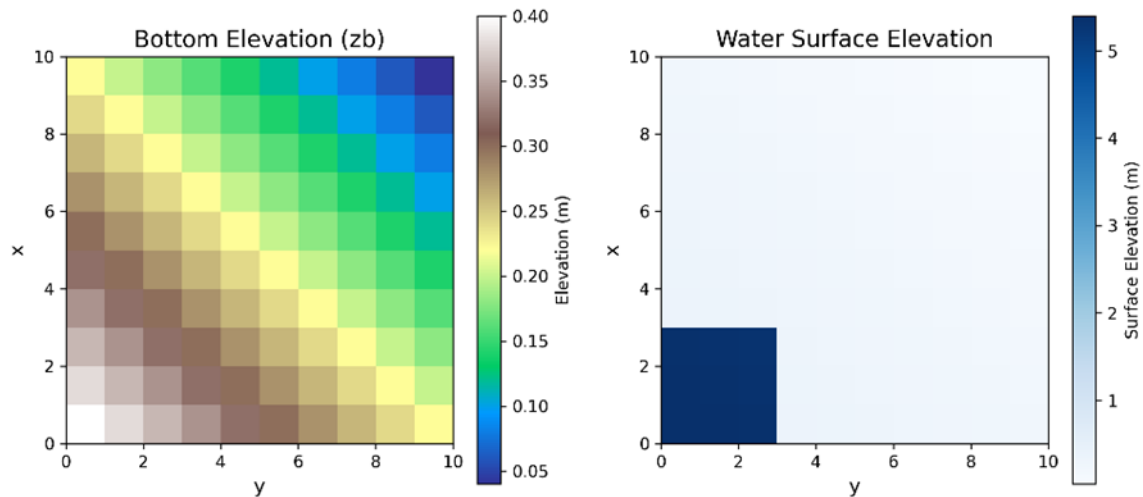 Bottom Elevation (zb)
10
8
6
4
2
0
x
0 2 4 6 8 10
y
0.40
0.35
0.30
0.25
0.20
0.15
0.10
0.05
Elevation (m)
Water Surface Elevation
10
8
6
4
2
0
x
0 2 4 6 8 10
y
5
4
3
2
1
Surface Elevation (m)